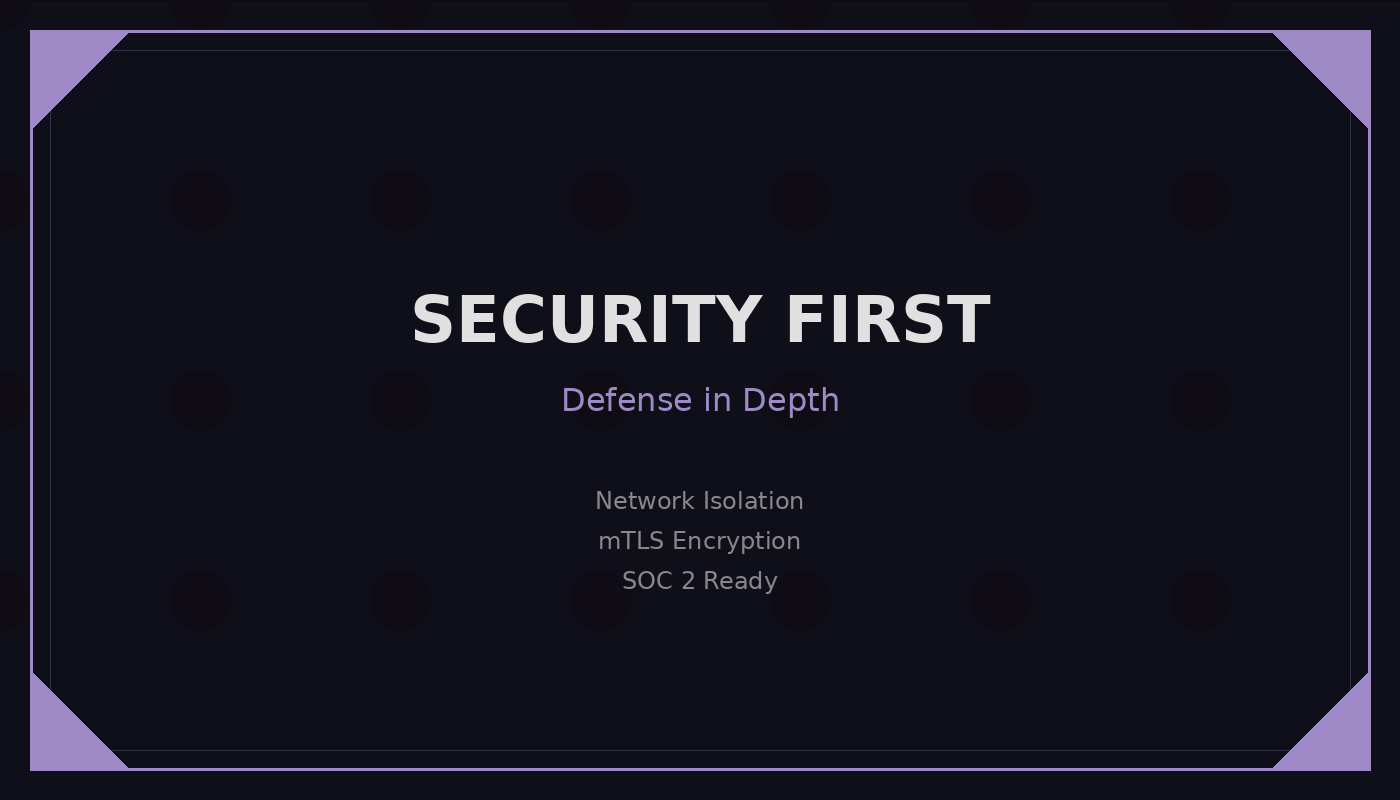 SECURITY FIRST
Defense in Depth
Network Isolation
mTLS Encryption
SOC 2 Ready